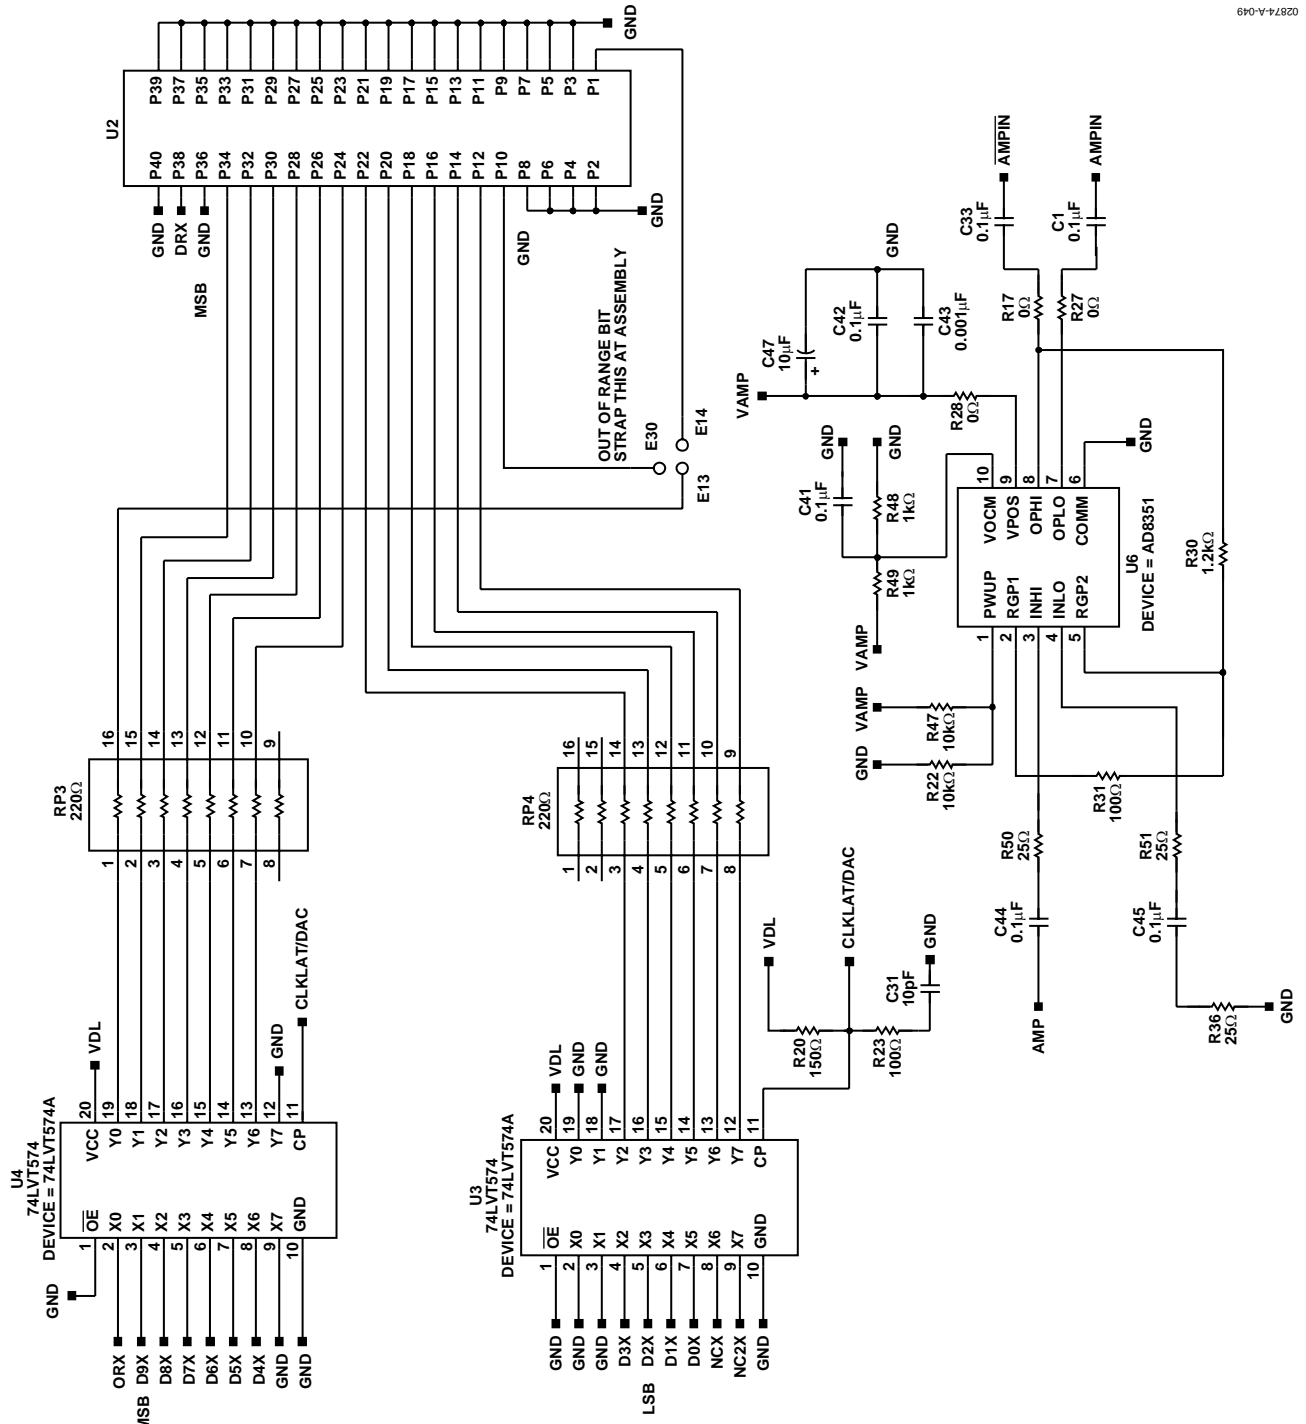 02874-A-049
GND
U2
P39
P37
P35
P33
P31
P29
P27
P25
P23
P21
P19
P17
P15
P13
P11
P9
P7
P5
P3
P1
P40
P38
P36
P34
P32
P30
P28
P26
P24
P22
P20
P18
P16
P14
P12
P10
P8
P6
P4
P2
GND
DRX
GND
MSB
GND
GND
OUT OF RANGE BIT
STRAP THIS AT ASSEMBLY
E30
E14
E13
RP3
220Ω
16
15
14
13
12
11
10
9
1
2
3
4
5
6
7
8
RP4
220Ω
16
15
14
13
12
11
10
9
1
2
3
4
5
6
7
8
U4
74LVT574
DEVICE = 74LVT574A
VDL
GND
CLKLAT/DAC
20
19
18
17
16
15
14
13
12
11
VCC
Y0
Y1
Y2
Y3
Y4
Y5
Y6
Y7
CP
OE
X0
X1
X2
X3
X4
X5
X6
X7
GND
1
2
3
4
5
6
7
8
9
10
GND
ORX
D9X
D8X
D7X
D6X
D5X
D4X
GND
GND
MSB
U3
74LVT574
DEVICE = 74LVT574A
VDL
GND
GND
20
19
18
17
16
15
14
13
12
11
VCC
Y0
Y1
Y2
Y3
Y4
Y5
Y6
Y7
CP
OE
X0
X1
X2
X3
X4
X5
X6
X7
GND
1
2
3
4
5
6
7
8
9
10
GND
GND
GND
D3X
D2X
D1X
D0X
NCX
NC2X
GND
LSB
VDL
CLKLAT/DAC
GND
R20
150Ω
R23
100Ω
C31
10pF
AMPIN
AMPIN
C33
0.1µF
C1
0.1µF
R17
0Ω
R27
0Ω
GND
C47
10µF
+
C42
0.1µF
C43
0.001µF
VAMP
R28
0Ω
GND
GND
C41
0.1µF
R48
1kΩ
R49
1kΩ
VAMP
GND
10
9
8
7
6
VOCM
VPOS
OPHI
OPLO
COMM
PWUP
RGP1
INHI
INLO
RGP2
1
2
3
4
5
U6
DEVICE = AD8351
R30
1.2kΩ
VAMP
GND
R47
10kΩ
R22
10kΩ
R31
100Ω
R50
25Ω
R51
25Ω
C44
0.1µF
C45
0.1µF
AMP
R36
25Ω
GND